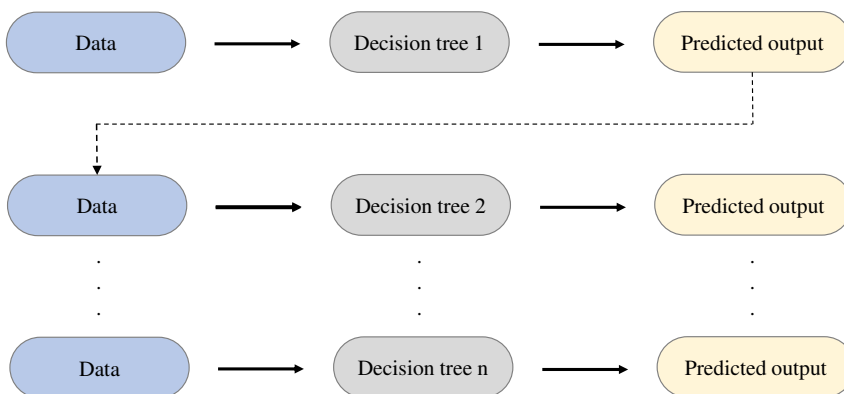 Data
Decision tree 1
Predicted output
Data
Decision tree 2
Predicted output
Data
Decision tree n
Predicted output